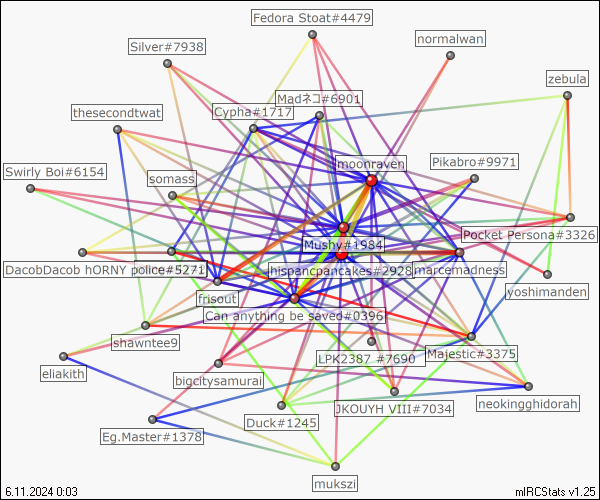 Fedora Stoat#4479
normalwan
Silver#7938
zebula
Madネコ#6901
thesecondtwat
Cypha#1717
moonraven
Pikabro#9971
Swirly Boi#6154
somass
Pocket Persona#3326
Mushy#1984
DacobDacob hORNY police#5271
hispancpancakes#2928
marcemadness
yoshimanden
frisout
Can anything be saved#0396
shawntee9
LPK2387 #7690
Majestic#3375
eliakith
bigcitysamurai
JKOUYH VIII#7034
neokingghidorah
Duck#1245
Eg.Master#1378
mukszi
6.11.2024 0:03
mIRCStats v1.25